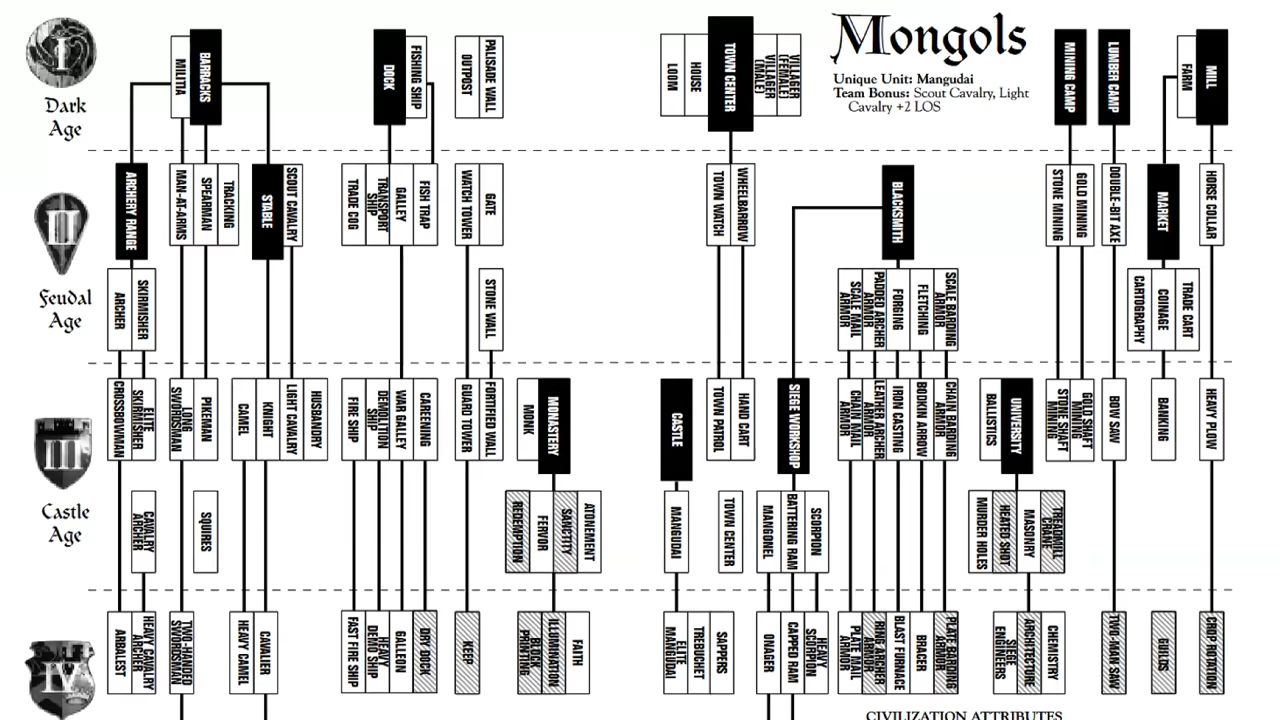 Mongols
Unique Unit: Mangudai
Team Bonus: Scout Cavalry, Light
Cavalry +2 LOS
I
Dark
Age
MILITIA
BARRACKS
DOCK
FISHING SHIP
OUTPOST
PALISADE WALL
LOOM
HOUSE
TOWN CENTER
VILLAGER
(MALE)
VILLAGER
(FEMALE)
MINING CAMP
LUMBER CAMP
FARM
MILL
II
Feudal
Age
ARCHERY RANGE
MAN-AT-ARMS
SPEARMAN
TRACKING
STABLE
SCOUT CAVALRY
TRADE COG
TRANSPORT
SHIP
GALLEY
FISH TRAP
WATCH TOWER
GATE
TOWN WATCH
WHEELBARROW
BLACKSMITH
STONE MINING
GOLD MINING
DOUBLE-BIT AXE
MARKET
HORSE COLLAR
ARCHER
SKIRMISHER
STONE WALL
SCALE MAIL
ARMOR
PADDED ARCHER
ARMOR
FORGING
FLETCHING
SCALE BARDING
ARMOR
CARTOGRAPHY
COINAGE
TRADE CART
III
Castle
Age
CROSSBOWMAN
ELITE
SKIRMISHER
LONG
SWORDSMAN
PIKEMAN
CAMEL
KNIGHT
LIGHT CAVALRY
HUSBANDRY
FIRE SHIP
DEMOLITION
SHIP
WAR GALLEY
CAREENING
GUARD TOWER
FORTIFIED WALL
MONK
MONASTERY
CASTLE
TOWN PATROL
HAND CART
SIEGE WORKSHOP
CHAIN MAIL
ARMOR
LEATHER ARCHER
ARMOR
IRON CASTING
BODKIN ARROW
CHAIN BARDING
ARMOR
BALLISTICS
UNIVERSITY
STONE SHAFT
MINING
GOLD SHAFT
MINING
BOW SAW
BANKING
HEAVY PLOW
CAVALRY
ARCHER
SQUIRES
REDEMPTION
FERVOR
SANCTITY
ATONEMENT
MANGUDAI
TOWN CENTER
MANGONEL
BATTERING RAM
SCORPION
MURDER HOLES
HEATED SHOT
MASONRY
TREADMILL
CRANE
IV
ARBALEST
HEAVY CAVALRY
ARCHER
TWO-HANDED
SWORDSMAN
HEAVY CAMEL
CAVALIER
FAST FIRE SHIP
HEAVY
DEMO SHIP
GALLEON
DRY DOCK
KEEP
BLOCK
PRINTING
ILLUMINATION
FAITH
ELITE
MANGUDAI
TREBUCHET
SAPPERS
ONAGER
CAPPED RAM
HEAVY
SCORPION
PLATE MAIL
ARMOR
RING ARCHER
ARMOR
BLAST FURNACE
BRACER
PLATE BARDING
ARMOR
SIEGE
ENGINEERS
ARCHITECTURE
CHEMISTRY
TWO-MAN SAW
GUILDS
CROP ROTATION
CIVILIZATION ATTRIBUTES